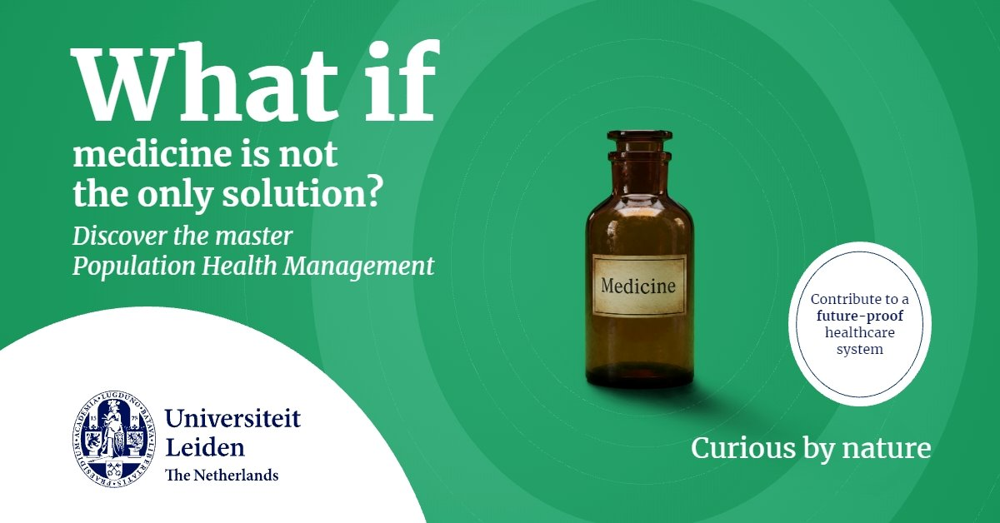 What if
medicine is not
the only solution?
Discover the master
Population Health Management
Medicine
Contribute to a
future-proof
healthcare
system
ACADEMIA · LUGDUNO · BATAVA · LIBERTATIS · PRAESIDIUM
15 75
Universiteit
Leiden
The Netherlands
Curious by nature